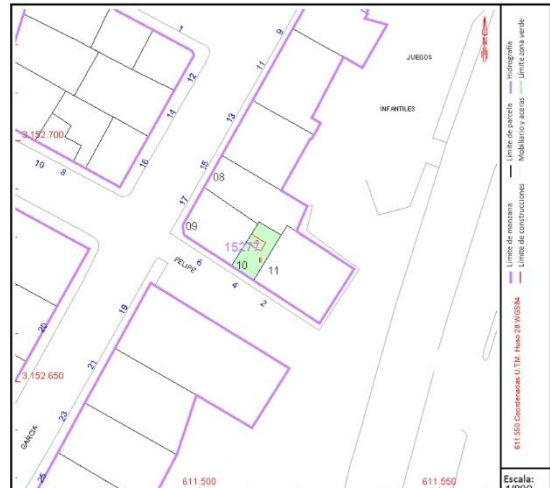 1
9
JUEGOS
12
11
INFANTILES
14
13
3.152.700
15
16
10
8
08
17
09
15277
FELIPE
6
10
11
4
2
19
20
21
3.152.650
23
GARCIA
25
611.500
611.550
Límite de manzana
Límite de parcela
Hidrografía
Límite de construcciones
Mobiliario y aceras
Límite zona verde
611.550 Coordenadas U.T.M. Huso 28 WGS84
Escala:
1/800